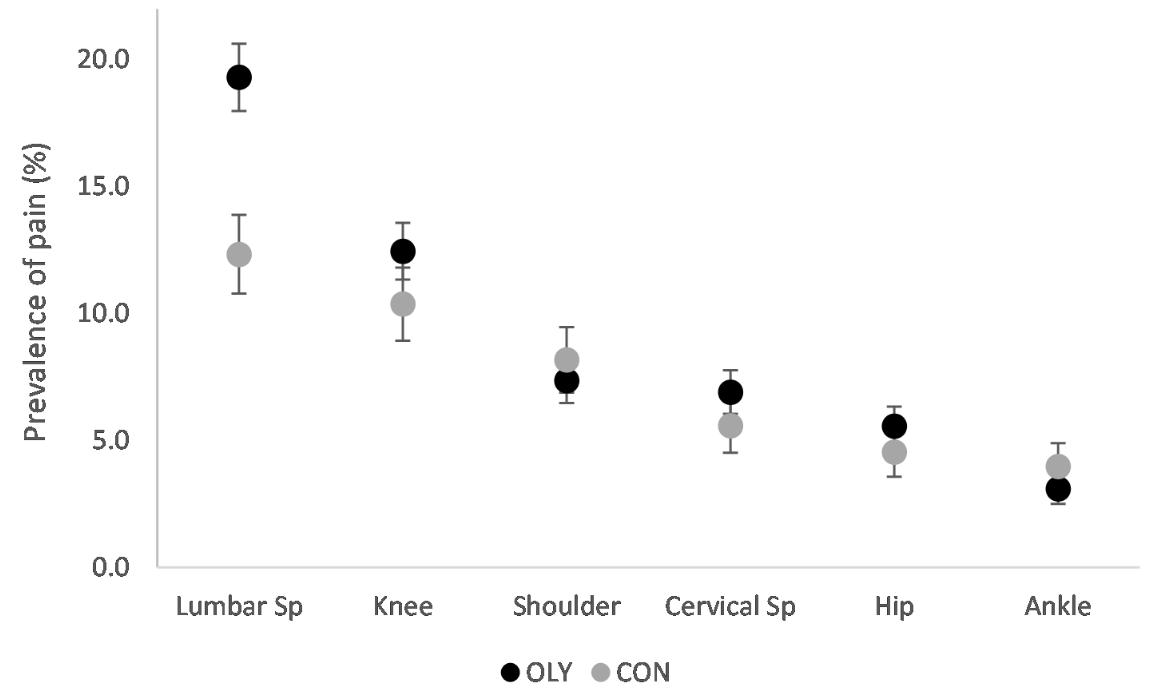 Prevalence of pain (%)
20.0
15.0
10.0
5.0
0.0
Lumbar Sp Knee Shoulder Cervical Sp Hip Ankle
OLY CON